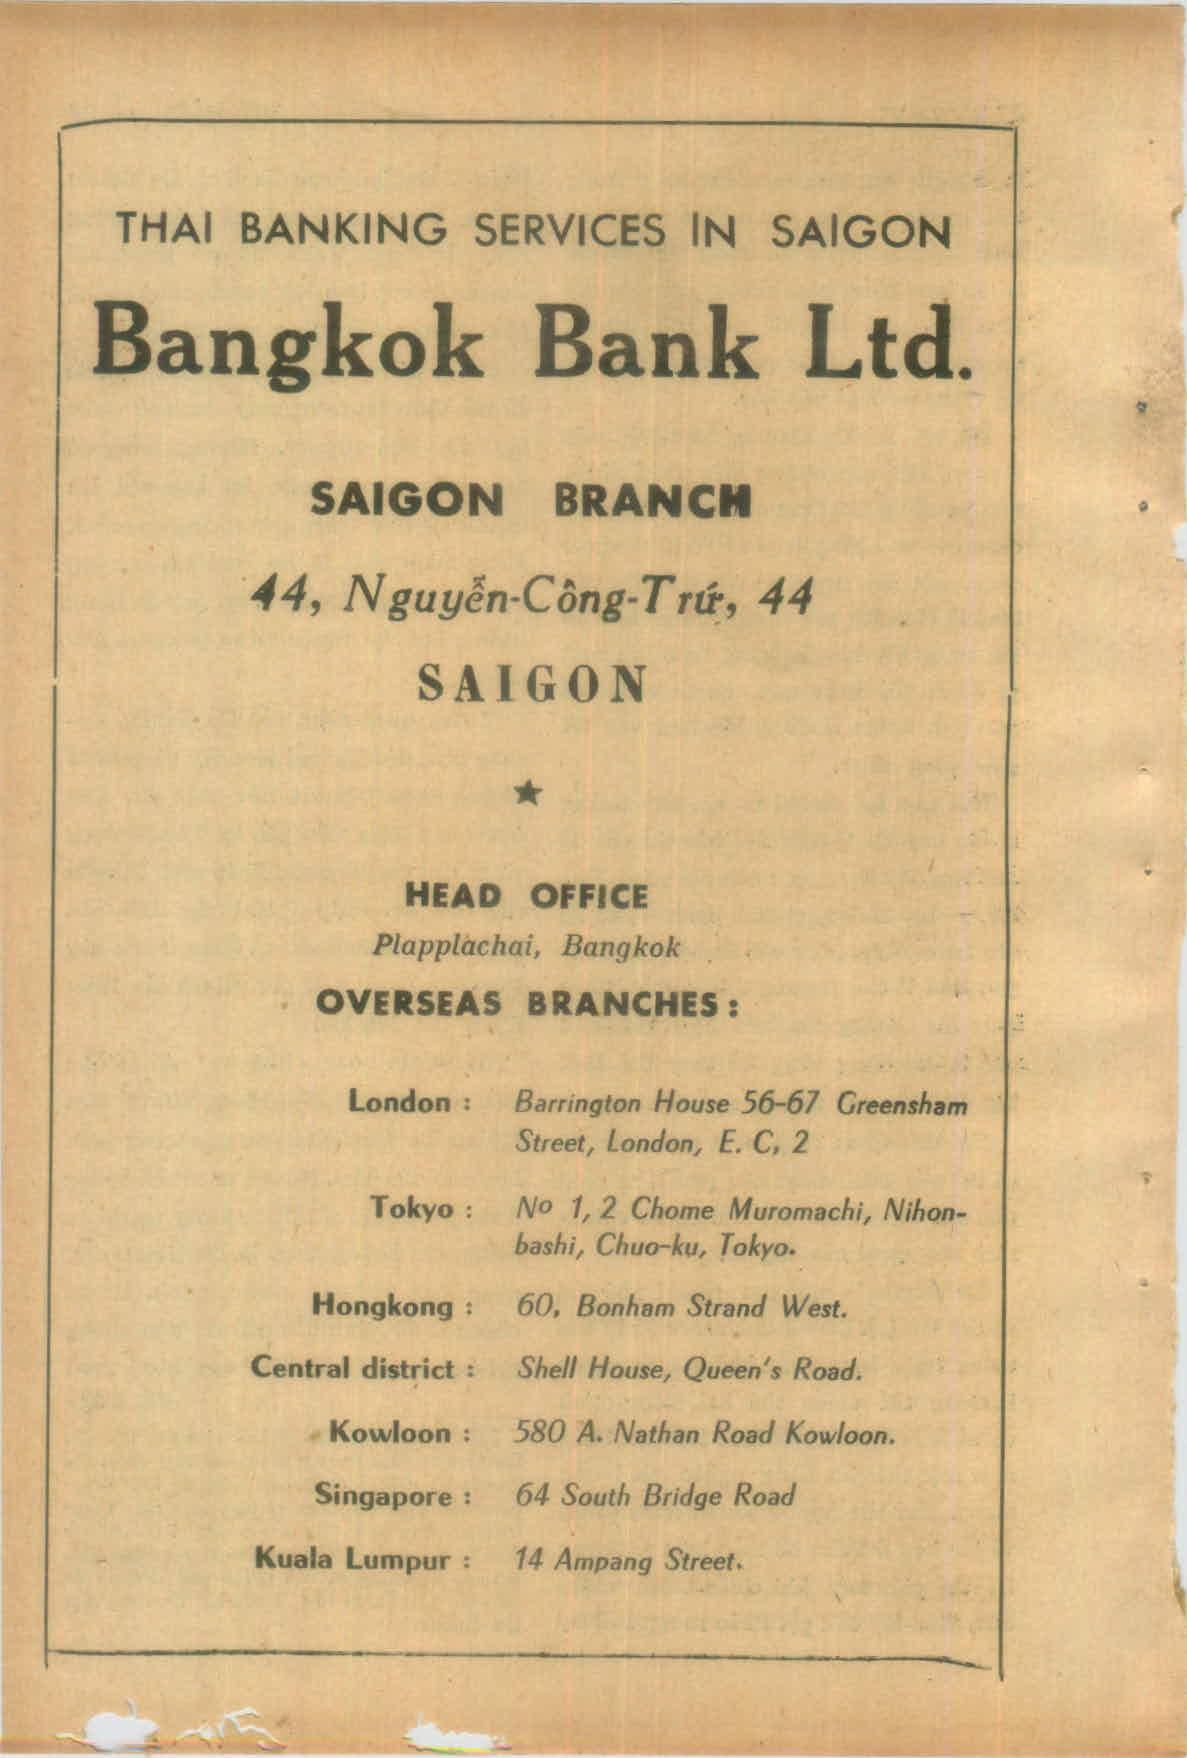 THAI BANKING SERVICES IN SAIGON
Bangkok Bank Ltd.
SAIGON BRANCH
44, Nguyễn-Công-Trứ, 44
SAIGON
★
HEAD OFFICE
Plapplachai, Bangkok
OVERSEAS BRANCHES :
London : Barrington House 56-67 Greensham
Street, London, E. C, 2
Tokyo : Nº 1, 2 Chome Muromachi, Nihon-
bashi, Chuo-ku, Tokyo.
Hongkong : 60, Bonham Strand West.
Central district : Shell House, Queen's Road.
Kowloon : 580 A. Nathan Road Kowloon.
Singapore : 64 South Bridge Road
Kuala Lumpur : 14 Ampang Street.